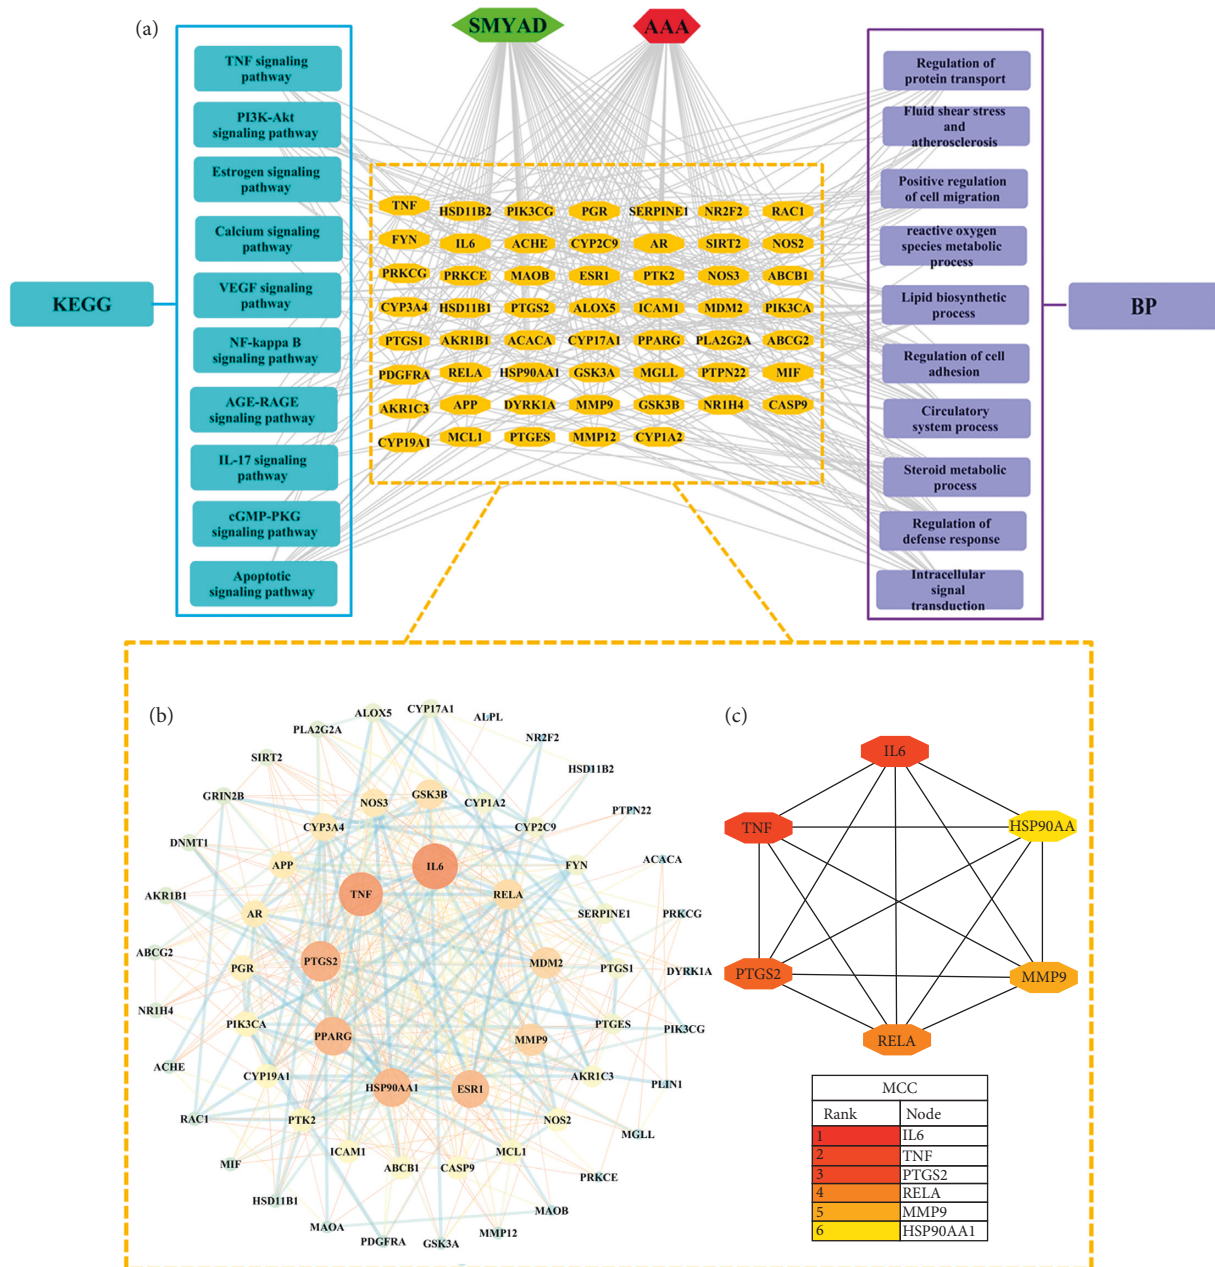 (a)
SMYAD
AAA
KEGG
TNF signaling
pathway
PI3K-Akt
signaling pathway
Estrogen signaling
pathway
Calcium signaling
pathway
VEGF signaling
pathway
NF-kappa B
signaling pathway
AGE-RAGE
signaling pathway
IL-17 signaling
pathway
cGMP-PKG
signaling pathway
Apoptotic
signaling pathway
TNF HSD11B2 PIK3CG PGR SERPINE1 NR2F2 RAC1
FYN IL6 ACHE CYP2C9 AR SIRT2 NOS2
PRKCG PRKCE MAOB ESR1 PTK2 NOS3 ABCB1
CYP3A4 HSD11B1 PTGS2 ALOX5 ICAM1 MDM2 PIK3CA
PTGS1 AKR1B1 ACACA CYP17A1 PPARG PLA2G2A ABCG2
PDGFRA RELA HSP90AA1 GSK3A MGLL PTPN22 MIF
AKR1C3 APP DYRK1A MMP9 GSK3B NR1H4 CASP9
CYP19A1 MCL1 PTGES MMP12 CYP1A2
Regulation of
protein transport
Fluid shear stress
and
atherosclerosis
Positive regulation
of cell migration
reactive oxygen
species metabolic
process
Lipid biosynthetic
process
Regulation of cell
adhesion
Circulatory
system process
Steroid metabolic
process
Regulation of
defense response
Intracellular
signal
transduction
BP
(b)
CYP17A1
ALOX5
ALPL
PLA2G2A
NR2F2
SIRT2
HSD11B2
GRIN2B
NOS3
GSK3B
CYP1A2
PTPN22
DNMT1
CYP3A4
CYP2C9
APP
IL6
FYN
ACACA
AKR1B1
TNF
RELA
AR
SERPINE1
PRKCG
ABCG2
PGR
PTGS2
MDM2
PTGS1
DYRK1A
NR1H4
PIK3CA
PPARG
MMP9
PTGES
PIK3CG
ACHE
CYP19A1
HSP90AA1
ESR1
AKR1C3
PLIN1
RAC1
PTK2
NOS2
MGLL
MIF
ICAM1
ABCB1
CASP9
MCL1
PRKCE
HSD11B1
MAOA
PDGFRA
GSK3A
MMP12
MAOB
(c)
IL6
TNF
HSP90AA
PTGS2
MMP9
RELA
MCC
Rank Node
1 IL6
2 TNF
3 PTGS2
4 RELA
5 MMP9
6 HSP90AA1